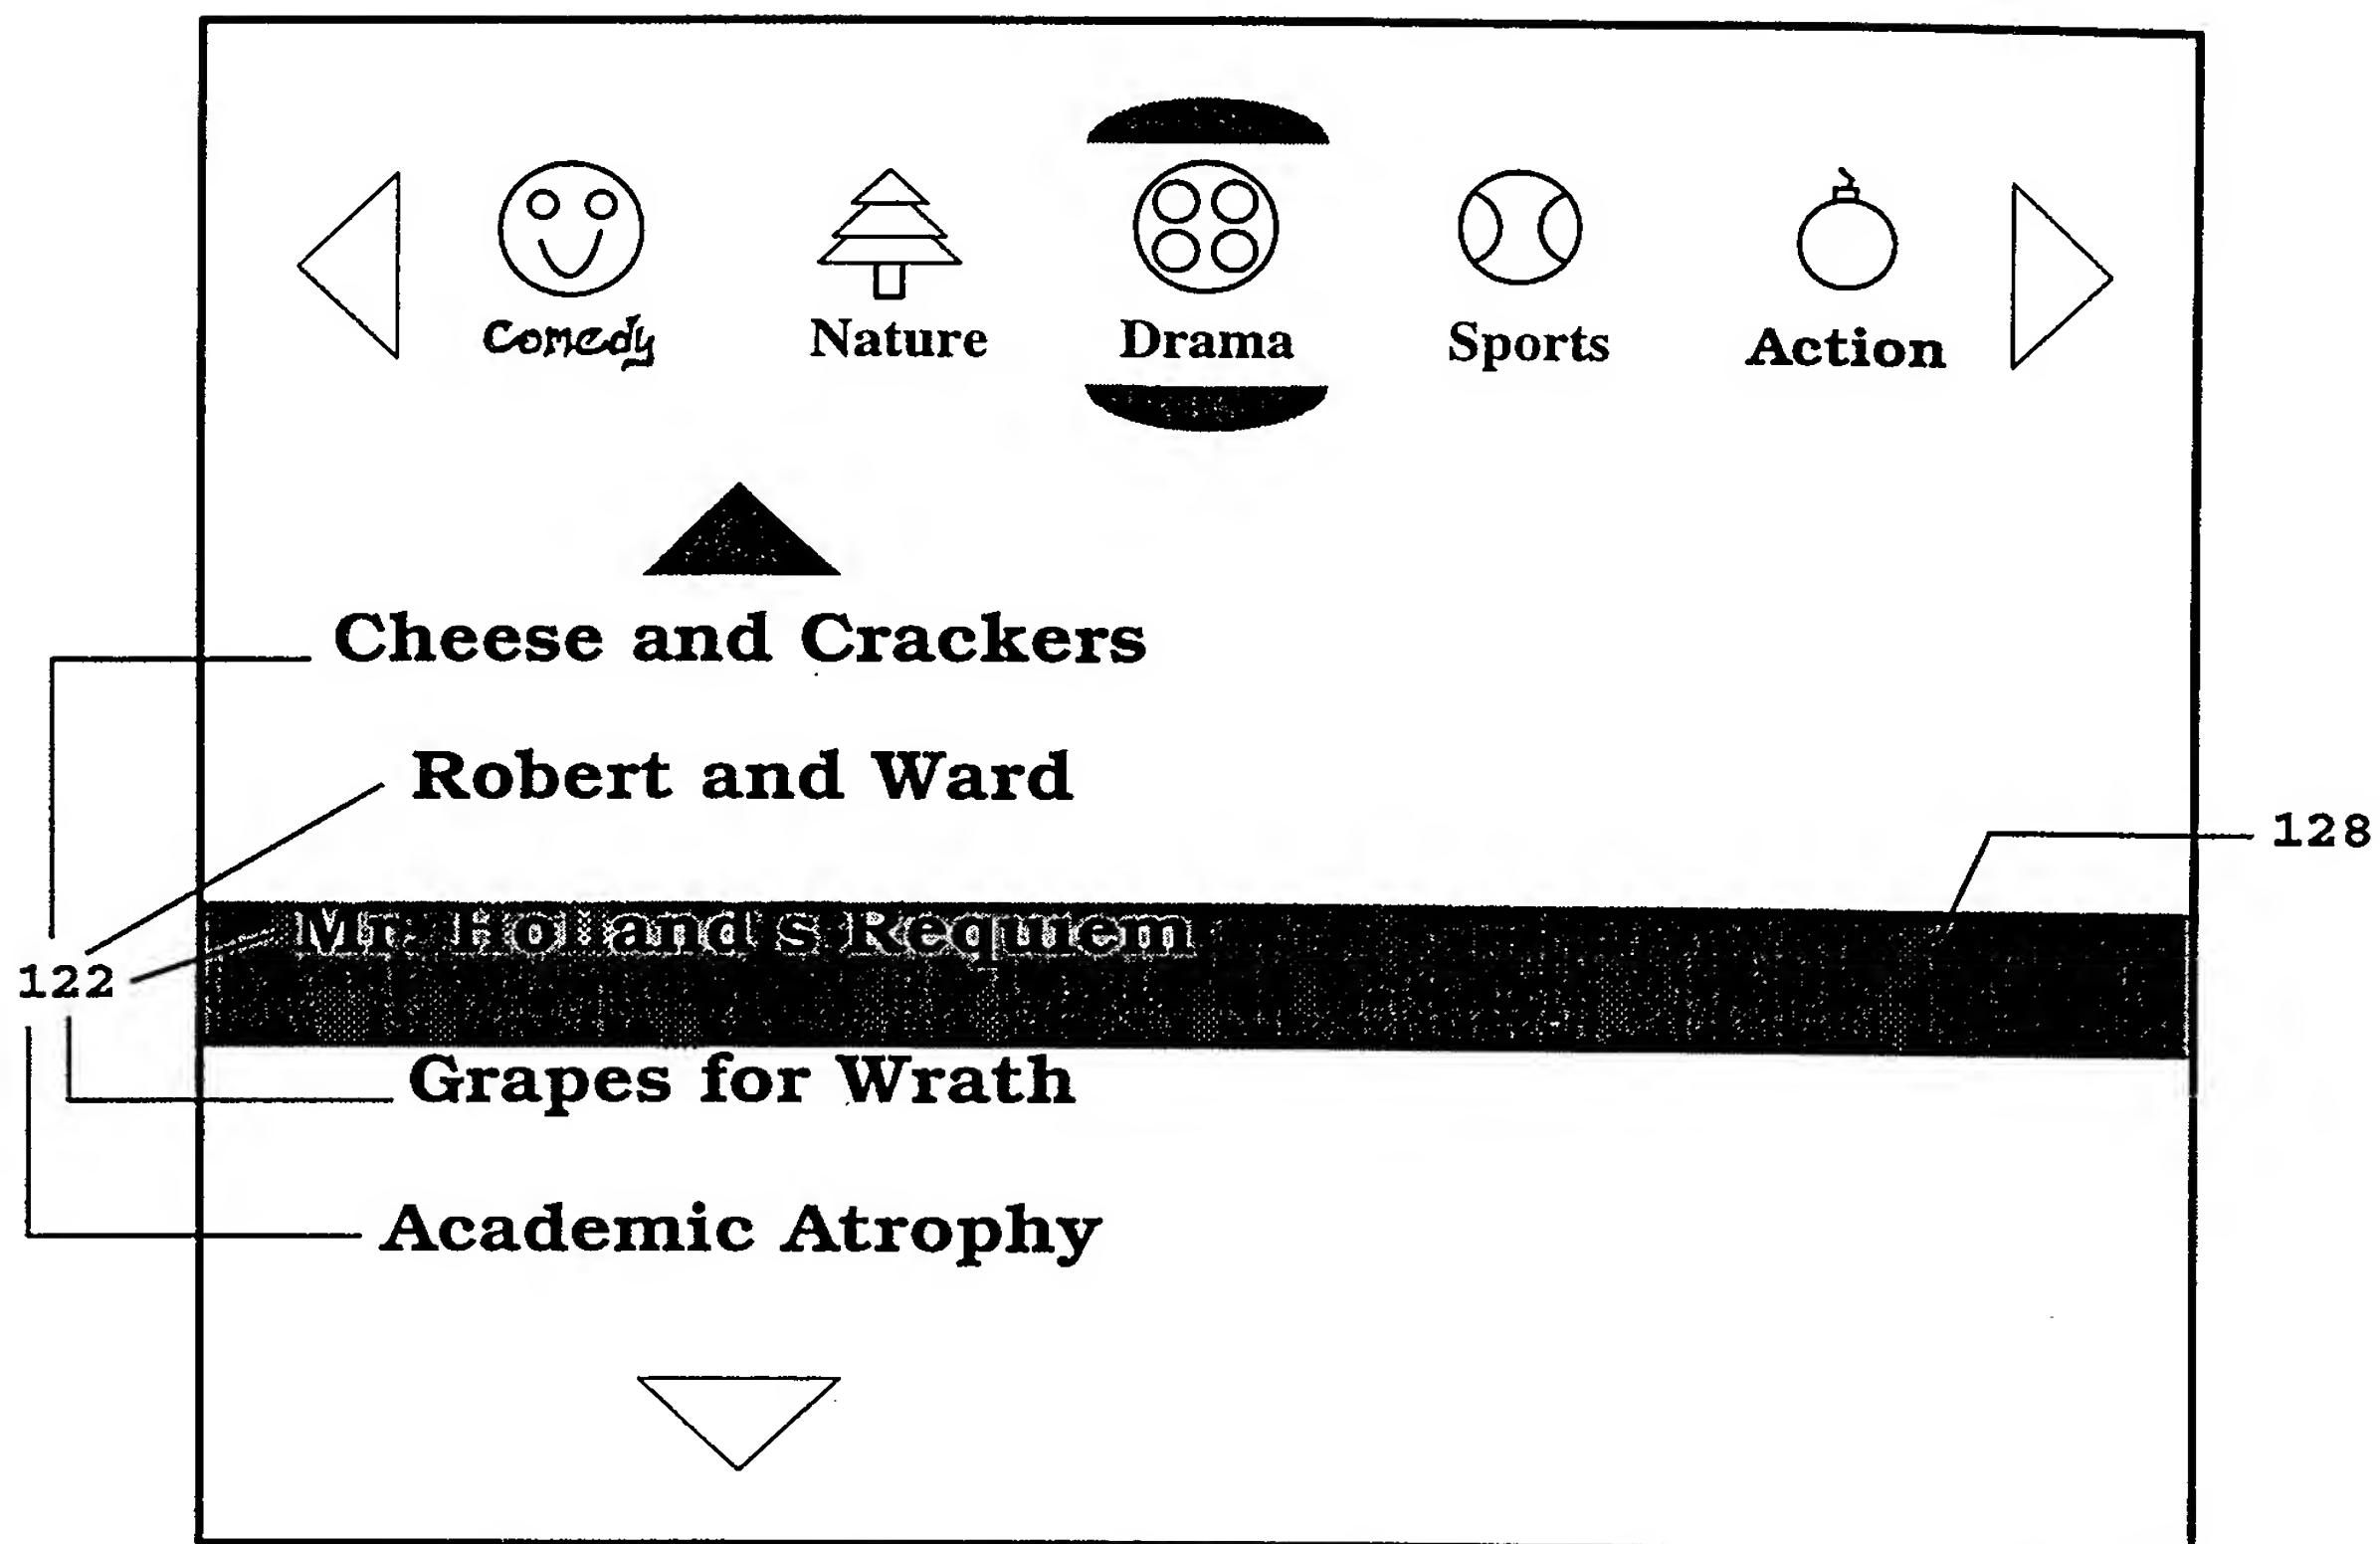 Comedy Nature Drama Sports Action
Cheese and Crackers
Robert and Ward
128
Mr. Holland's Requiem
122
Grapes for Wrath
Academic Atrophy